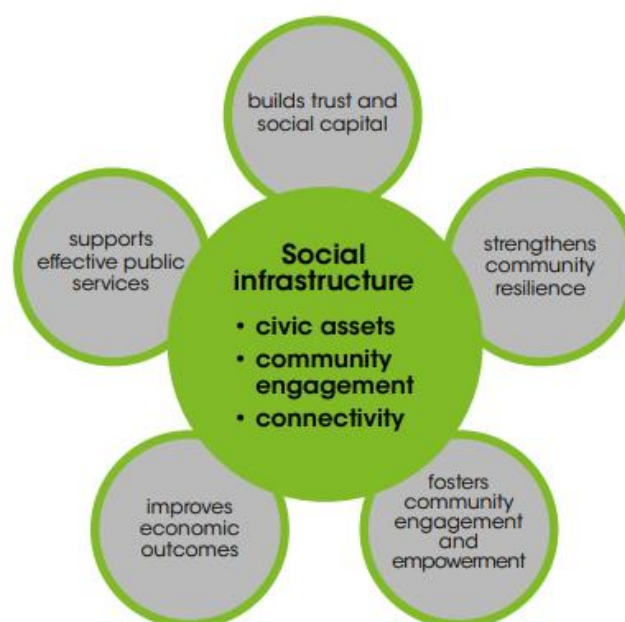 builds trust and
social capital
supports
effective public
services
Social
infrastructure
• civic assets
• community
engagement
• connectivity
strengthens
community
resilience
improves
economic
outcomes
fosters
community
engagement
and
empowerment